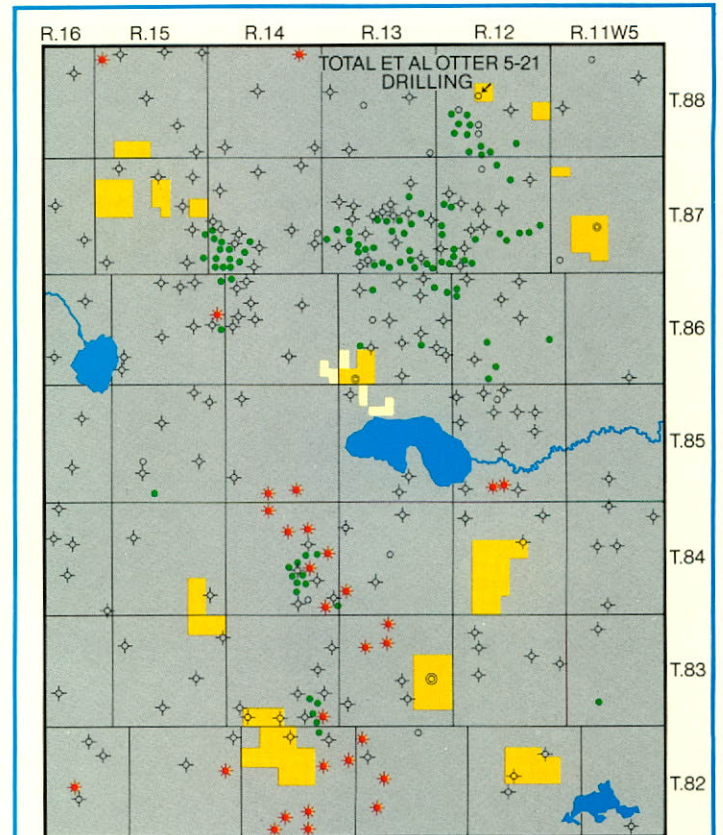 R.16 R.15 R.14 R.13 R.12 R.11W5
TOTAL ET AL OTTER 5-21
DRILLING
T.88
T.87
T.86
T.85
T.84
T.83
T.82